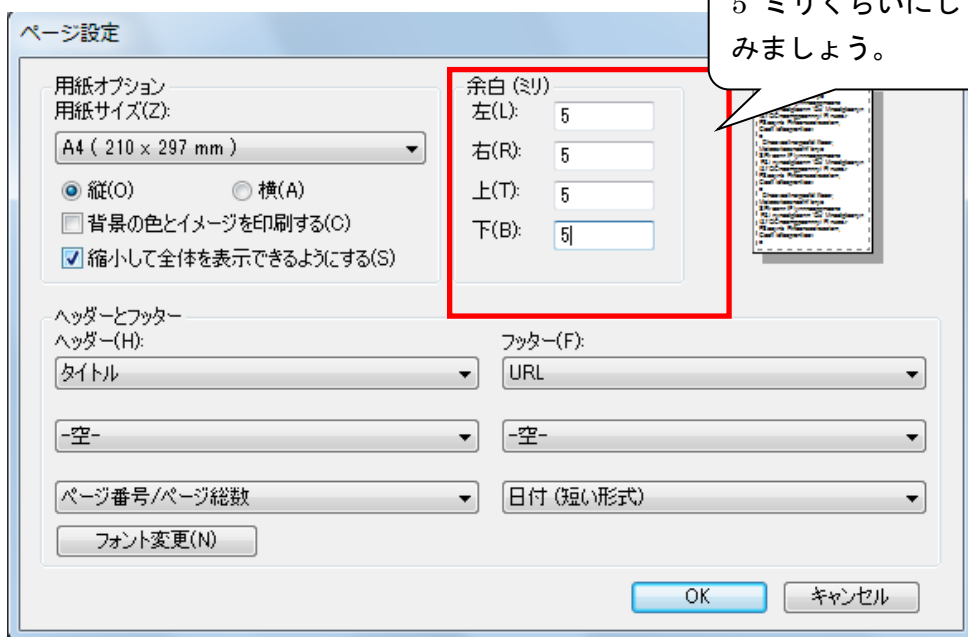 5 ミリくらいにし
みましょう。
ページ設定
用紙オプション
用紙サイズ(Z):
A4 ( 210 x 297 mm )
縦(O)
横(A)
背景の色とイメージを印刷する(C)
縮小して全体を表示できるようにする(S)
余白 (ミリ)
左(L): 5
右(R): 5
上(T): 5
下(B): 5
ヘッダーとフッター
ヘッダー(H):
フッター(F):
タイトル
URL
-空-
-空-
ページ番号/ページ総数
日付 (短い形式)
フォント変更(N)
OK
キャンセル